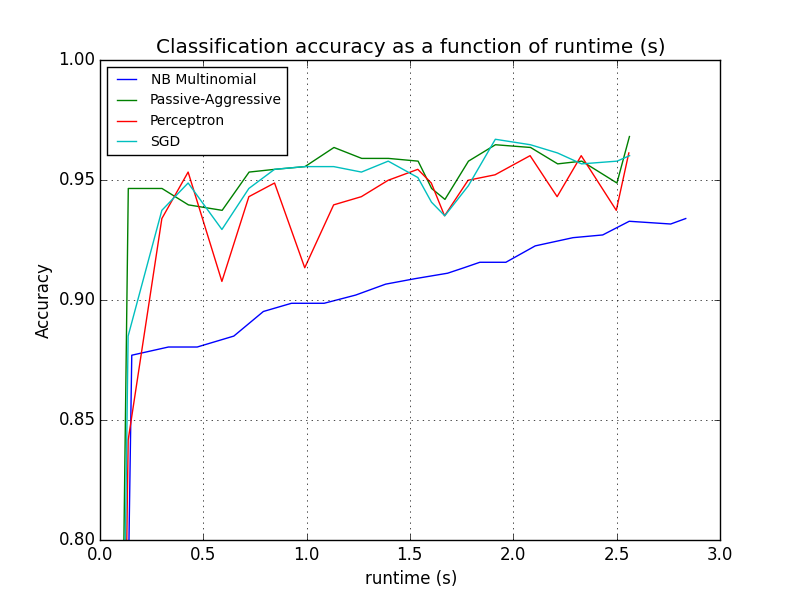 Classification accuracy as a function of runtime (s)
1.00
NB Multinomial
Passive-Aggressive
Perceptron
SGD
0.95
0.90
Accuracy
0.85
0.80
0.0 0.5 1.0 1.5 2.0 2.5 3.0
runtime (s)